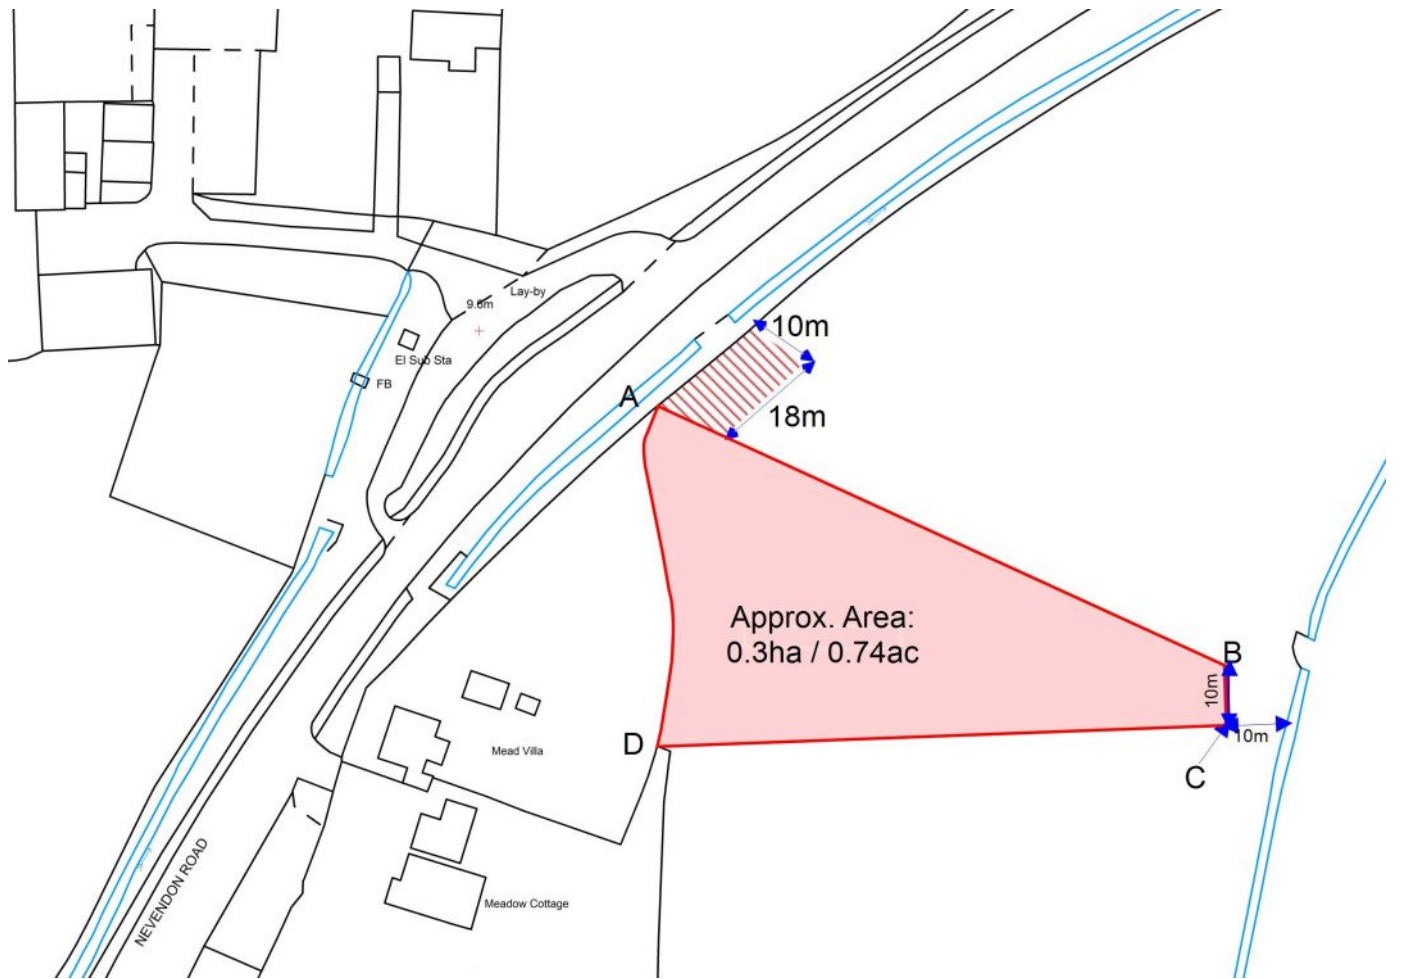 Lay-by
9.6m
El Sub Sta
FB
10m
A
18m
Approx. Area:
0.3ha / 0.74ac
B
10m
D
10m
Mead Villa
C
NEVENDON ROAD
Meadow Cottage